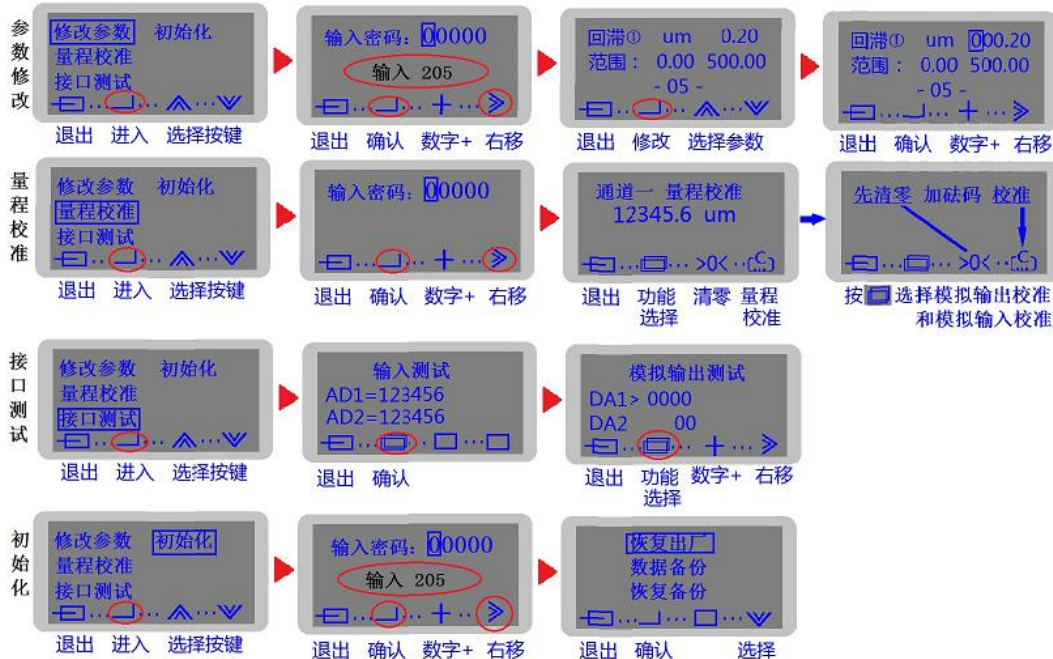 参数修改
修改参数 初始化
量程校准
接口测试
退出 进入 选择按键
输入密码: 00000
输入 205
退出 确认 数字+ 右移
回滞① um 0.20
范围: 0.00 500.00
- 05 -
退出 修改 选择参数
回滞① um 000.20
范围: 0.00 500.00
- 05 -
退出 确认 数字+ 右移
量程校准
修改参数 初始化
量程校准
接口测试
退出 进入 选择按键
输入密码: 00000
退出 确认 数字+ 右移
通道一 量程校准
12345.6 um
>0< C
退出 功能选择 清零 量程校准
先清零 加砝码 校准
>0< C
按 选择模拟输出校准
和模拟输入校准
接口测试
修改参数 初始化
量程校准
接口测试
退出 进入 选择按键
输入测试
AD1=123456
AD2=123456
退出 确认
模拟输出测试
DA1> 0000
DA2 00
退出 功能选择 数字+ 右移
初始化
修改参数 初始化
量程校准
接口测试
退出 进入 选择按键
输入密码: 00000
输入 205
退出 确认 数字+ 右移
恢复出厂
数据备份
恢复备份
退出 确认 选择